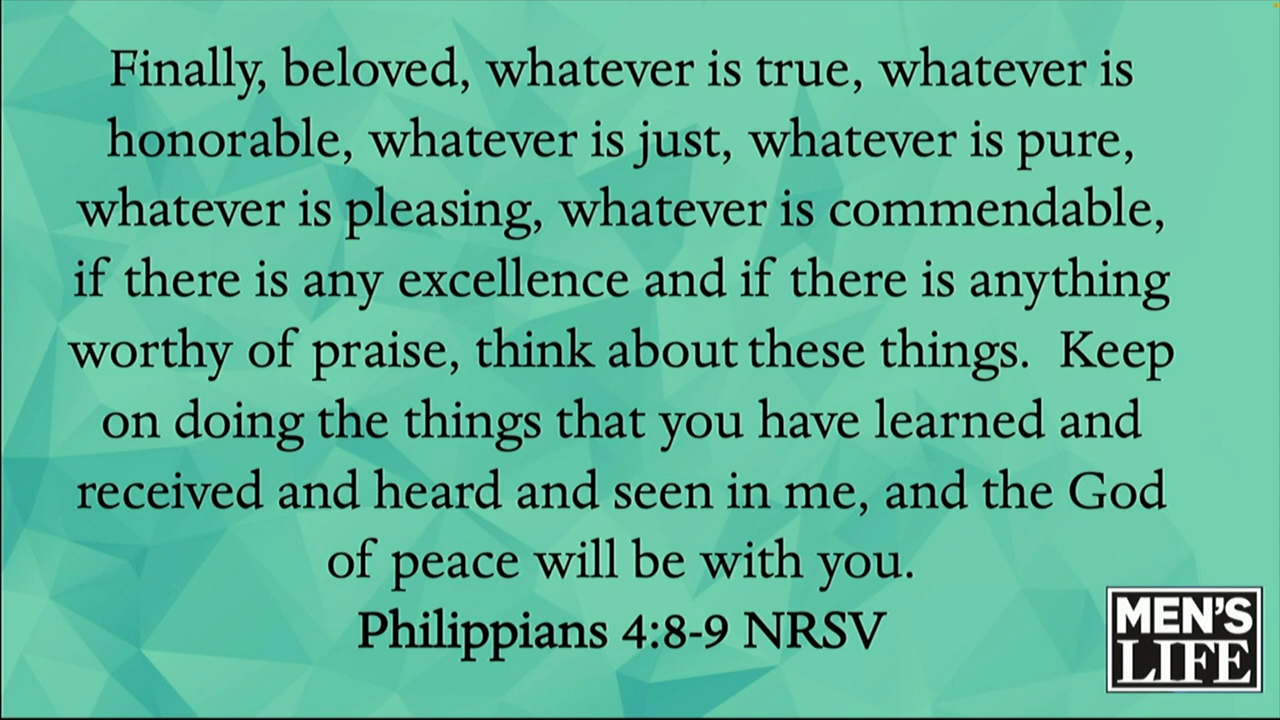 Finally, beloved, whatever is true, whatever is
honorable, whatever is just, whatever is pure,
whatever is pleasing, whatever is commendable,
if there is any excellence and if there is anything
worthy of praise, think about these things.  Keep
on doing the things that you have learned and
received and heard and seen in me, and the God
of peace will be with you.
Philippians 4:8-9 NRSV
MEN'S
LIFE